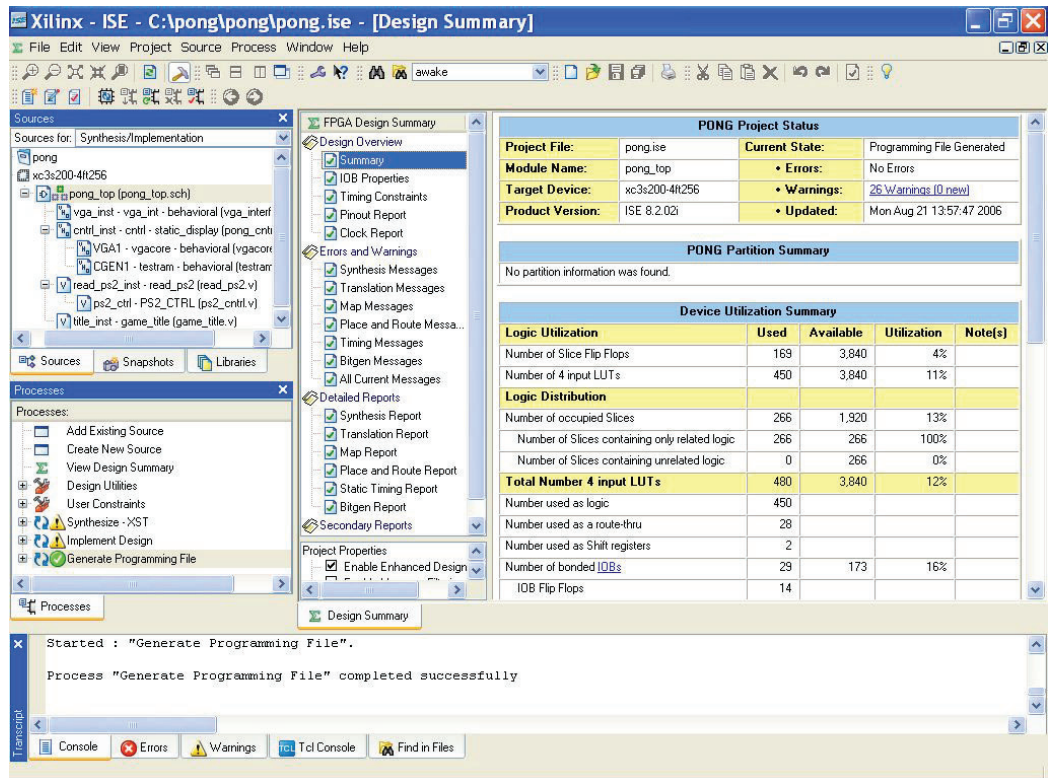 Xilinx - ISE - C:\pong\pong\pong.ise - [Design Summary]
File Edit View Project Source Process Window Help
awake
Sources
Sources for: Synthesis/Implementation
pong
xc3s200-4ft256
pong_top (pong_top.sch)
vga_inst - vga_int - behavioral (vga_interf
cntrl_inst - cntrl - static_display (pong_cntl
VGA1 - vgacore - behavioral (vgacore
CGEN1 - testram - behavioral (testram
read_ps2_inst - read_ps2 (read_ps2.v)
ps2_ctrl - PS2_CTRL (ps2_cntrl.v)
title_inst - game_title (game_title.v)
Sources Snapshots Libraries
Processes
Processes:
Add Existing Source
Create New Source
View Design Summary
Design Utilities
User Constraints
Synthesize - XST
Implement Design
Generate Programming File
Processes
FPGA Design Summary
Design Overview
Summary
IOB Properties
Timing Constraints
Pinout Report
Clock Report
Errors and Warnings
Synthesis Messages
Translation Messages
Map Messages
Place and Route Messa...
Timing Messages
Bitgen Messages
All Current Messages
Detailed Reports
Synthesis Report
Translation Report
Map Report
Place and Route Report
Static Timing Report
Bitgen Report
Secondary Reports
Project Properties
Enable Enhanced Design
Design Summary
PONG Project Status
Project File: pong.ise Current State: Programming File Generated
Module Name: pong_top • Errors: No Errors
Target Device: xc3s200-4ft256 • Warnings: 26 Warnings (0 new)
Product Version: ISE 8.2.02i • Updated: Mon Aug 21 13:57:47 2006
PONG Partition Summary
No partition information was found.
Device Utilization Summary
Logic Utilization Used Available Utilization Note(s)
Number of Slice Flip Flops 169 3,840 4%
Number of 4 input LUTs 450 3,840 11%
Logic Distribution
Number of occupied Slices 266 1,920 13%
Number of Slices containing only related logic 266 266 100%
Number of Slices containing unrelated logic 0 266 0%
Total Number 4 input LUTs 480 3,840 12%
Number used as logic 450
Number used as a route-thru 28
Number used as Shift registers 2
Number of bonded IOBs 29 173 16%
IOB Flip Flops 14
Transcript
Started : "Generate Programming File".
Process "Generate Programming File" completed successfully
Console Errors Warnings Tcl Console Find in Files